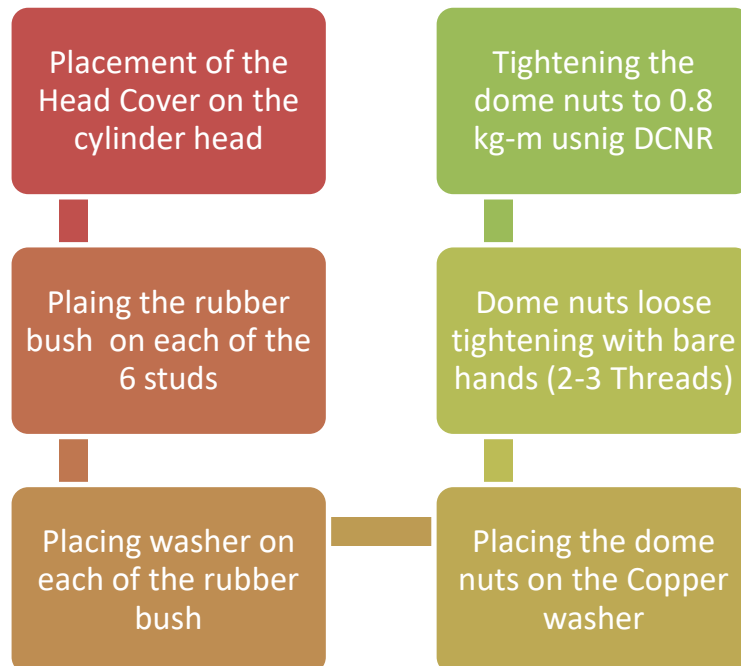 Placement of the
Head Cover on the
cylinder head
Plaing the rubber
bush on each of the
6 studs
Placing washer on
each of the rubber
bush
Placing the dome
nuts on the Copper
washer
Dome nuts loose
tightening with bare
hands (2-3 Threads)
Tightening the
dome nuts to 0.8
kg-m usnig DCNR